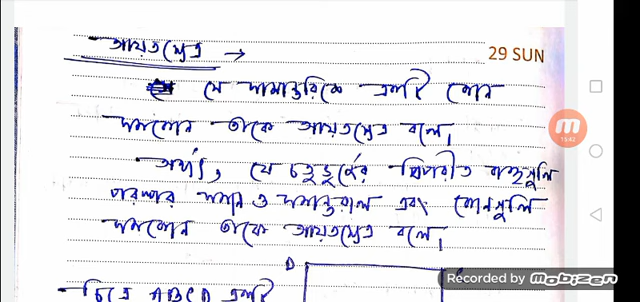 আয়তক্ষেত্র →
29 SUN
যে সামান্তরিকে একটি কোন
সমকোন তাকে আয়তক্ষেত্র বলে।
অর্থাৎ, যে চতুর্ভুজের বিপরীত বাহুগুলি
পরস্পর সমান ও সমান্তরাল এবং কোনগুলি
সমকোন তাকে আয়তক্ষেত্র বলে।
D
চিত্রে ABCD একটি
Recorded by mobizen